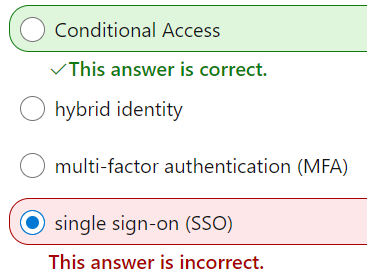 Conditional Access
This answer is correct.
hybrid identity
multi-factor authentication (MFA)
single sign-on (SSO)
This answer is incorrect.